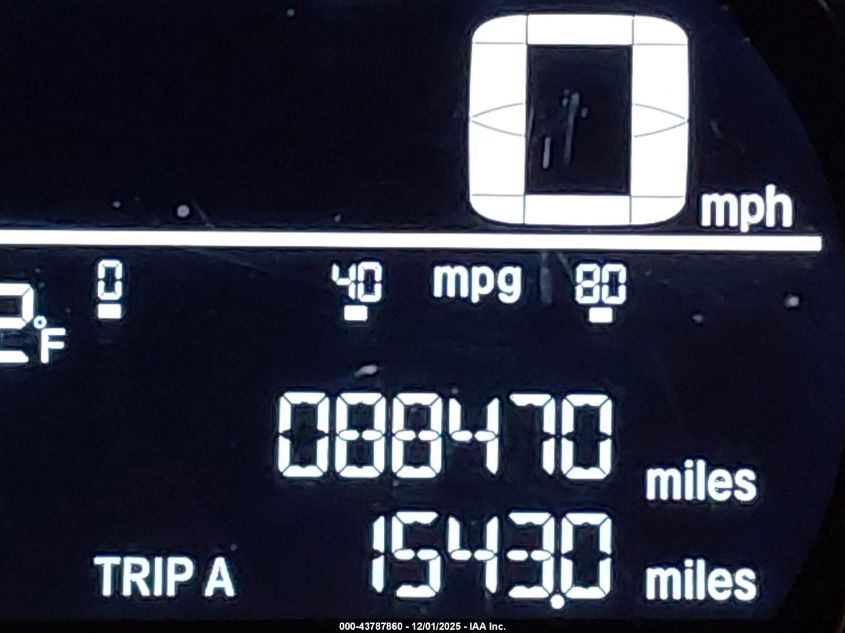 0
mph
0 40 mpg 80
2°F
088470 miles
TRIP A 1543.0 miles
000-43787860 - 12/01/2025 - IAA Inc.